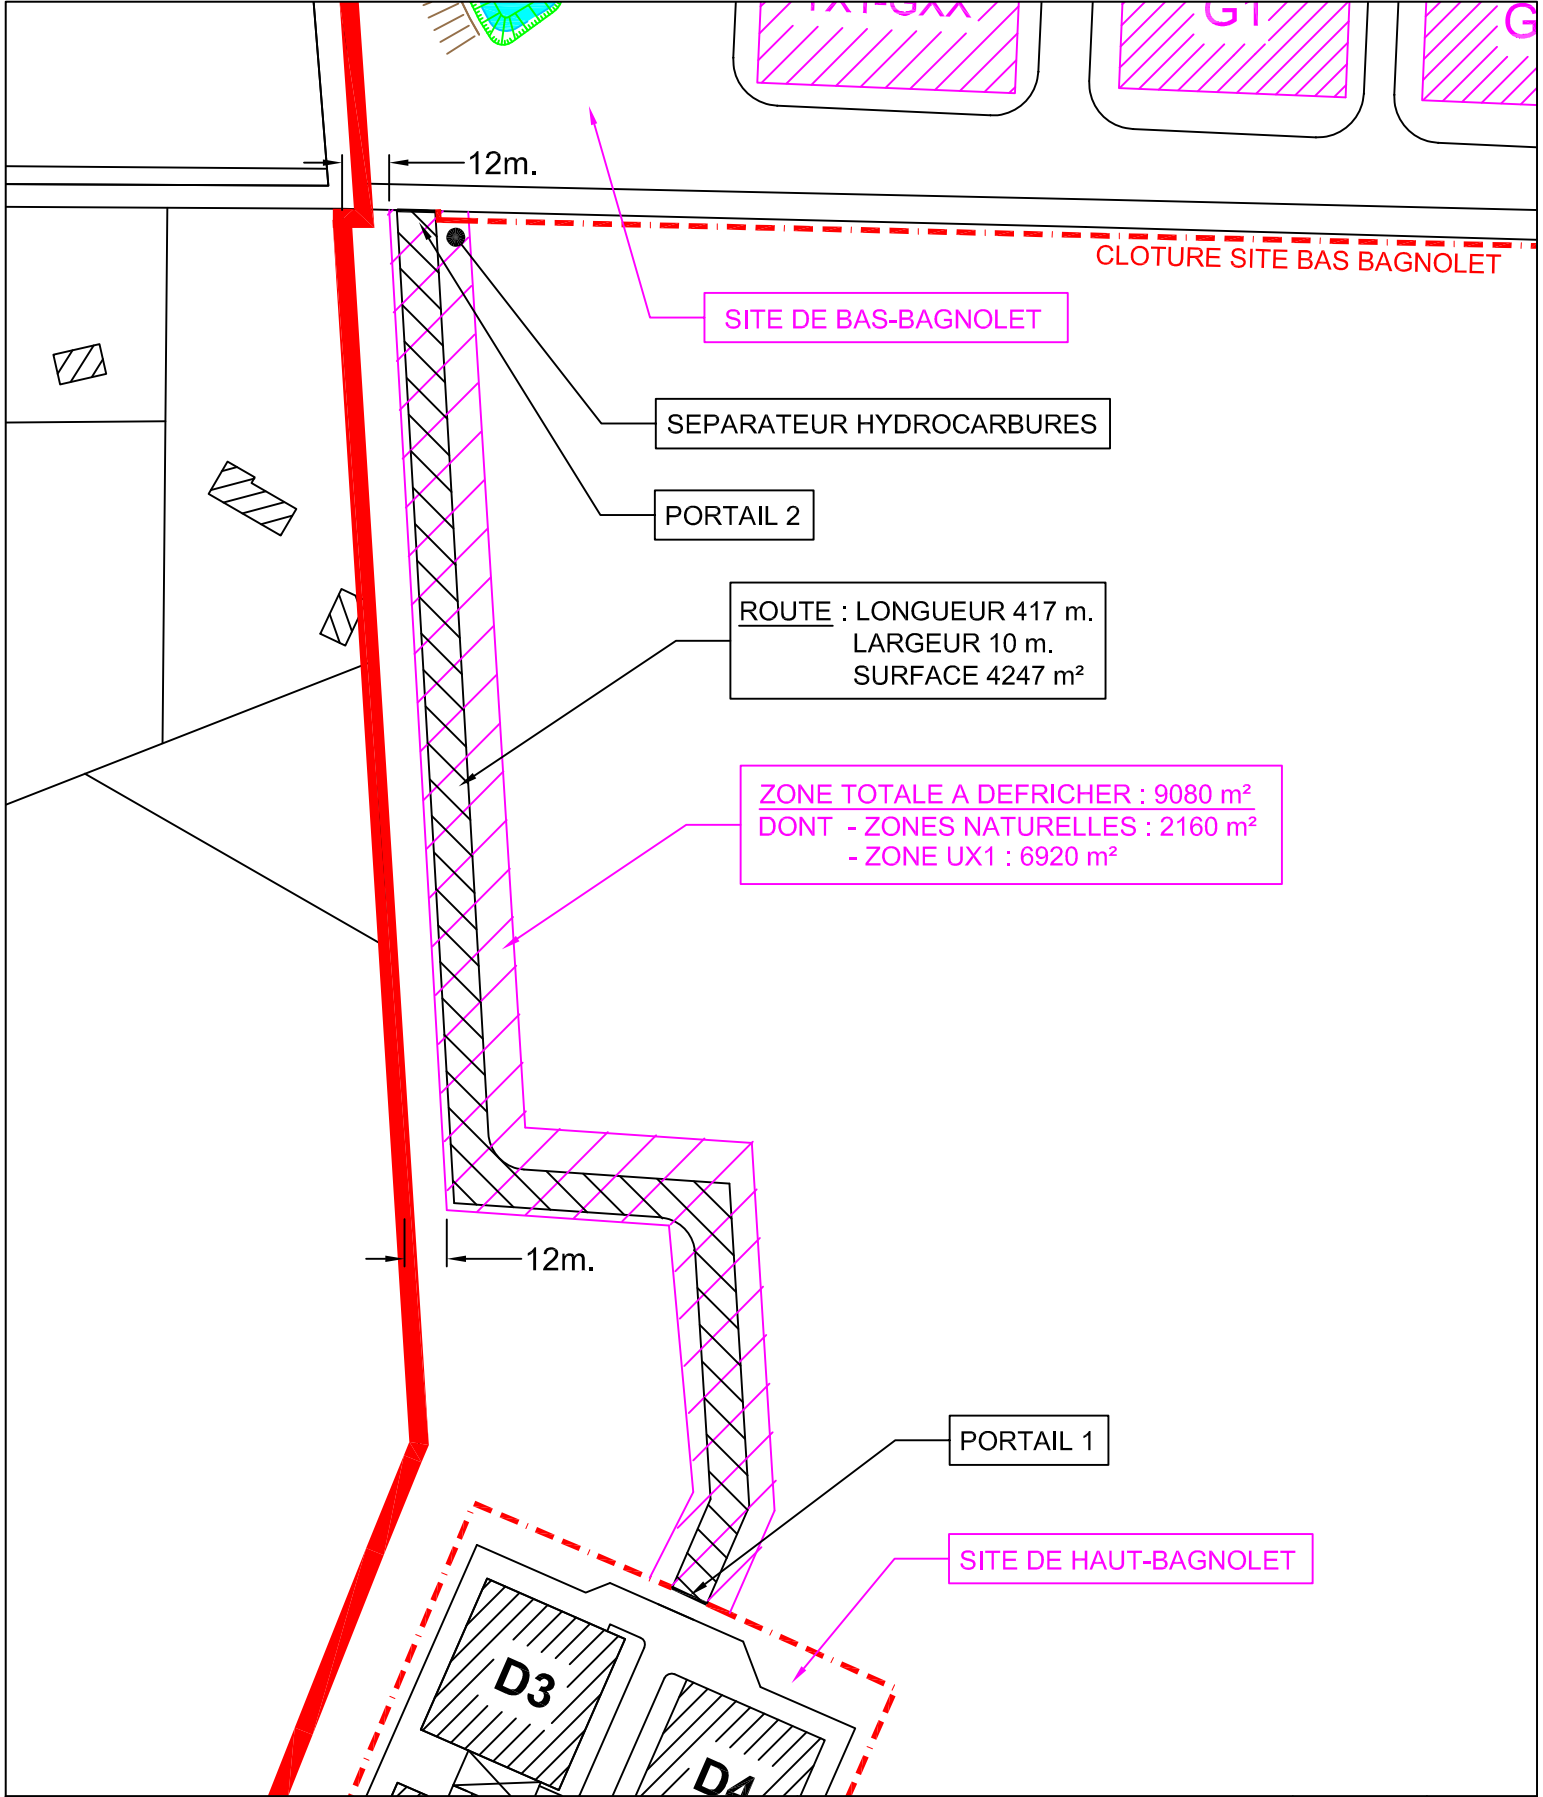 G1
12m.
CLOTURE SITE BAS BAGNOLET
SITE DE BAS-BAGNOLET
SEPARATEUR HYDROCARBURES
PORTAIL 2
ROUTE : LONGUEUR 417 m.
LARGEUR 10 m.
SURFACE 4247 m²
ZONE TOTALE A DEFRICHER : 9080 m²
DONT - ZONES NATURELLES : 2160 m²
- ZONE UX1 : 6920 m²
12m.
PORTAIL 1
SITE DE HAUT-BAGNOLET
D3
D4